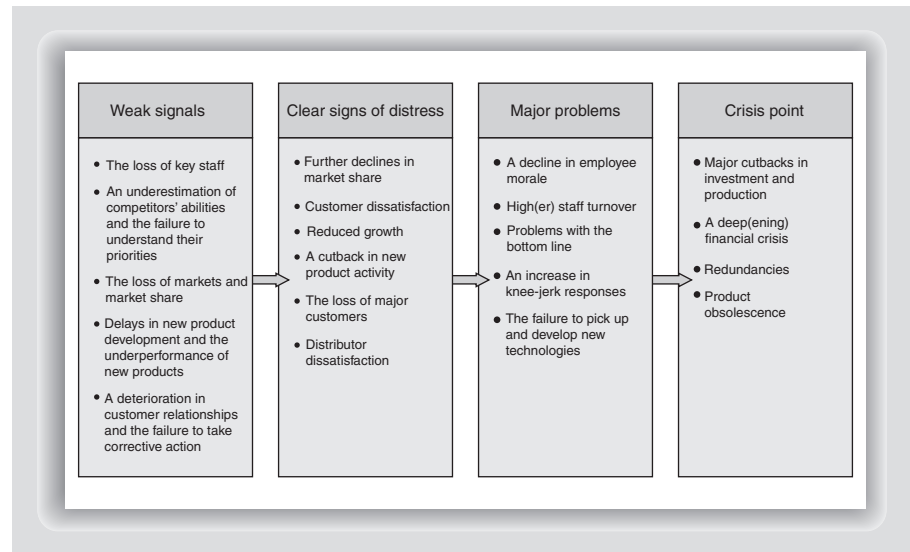 Weak signals
• The loss of key staff
• An underestimation of
competitors’ abilities
and the failure to
understand their
priorities
• The loss of markets and
market share
• Delays in new product
development and the
underperformance of
new products
• A deterioration in
customer relationships
and the failure to take
corrective action
Clear signs of distress
• Further declines in
market share
• Customer dissatisfaction
• Reduced growth
• A cutback in new
product activity
• The loss of major
customers
• Distributor
dissatisfaction
Major problems
• A decline in employee
morale
• High(er) staff turnover
• Problems with the
bottom line
• An increase in
knee-jerk responses
• The failure to pick up
and develop new
technologies
Crisis point
• Major cutbacks in
investment and
production
• A deep(ening)
financial crisis
• Redundancies
• Product
obsolescence